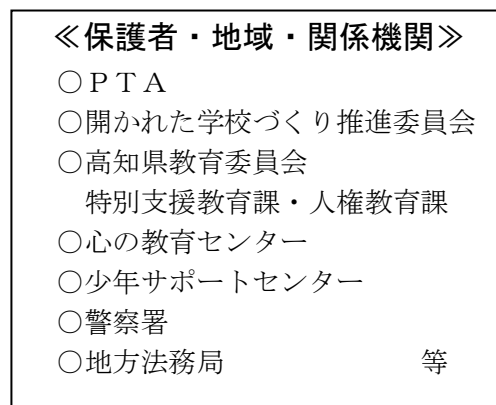 ≪保護者・地域・関係機関≫
○ＰＴＡ
○開かれた学校づくり推進委員会
○高知県教育委員会
特別支援教育課・人権教育課
○心の教育センター
○少年サポートセンター
○警察署
○地方法務局　　　　　　　等